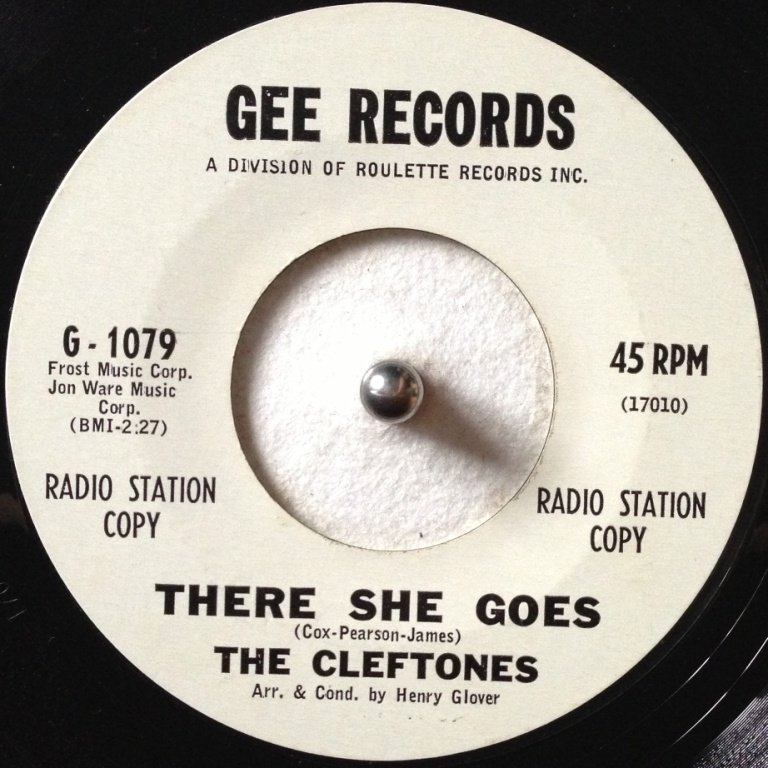 GEE RECORDS
A DIVISION OF ROULETTE RECORDS INC.
G-1079
Frost Music Corp.
Jon Ware Music
Corp.
(BMI-2:27)
RADIO STATION
COPY
45 RPM
(17010)
RADIO STATION
COPY
THERE SHE GOES
(Cox-Pearson-James)
THE CLEFTONES
Arr. & Cond. by Henry Glover